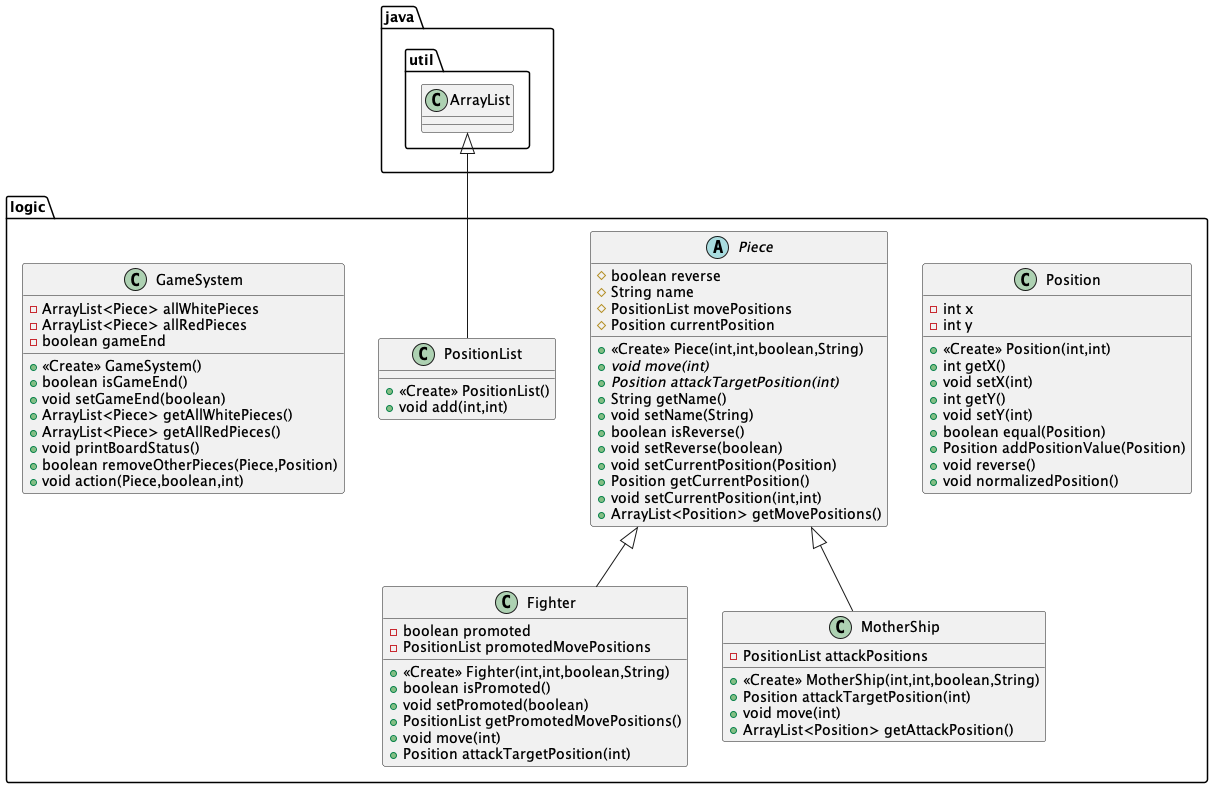 java
util
C ArrayList
logic
C GameSystem
ArrayList<Piece> allWhitePieces
ArrayList<Piece> allRedPieces
boolean gameEnd
«Create» GameSystem()
boolean isGameEnd()
void setGameEnd(boolean)
ArrayList<Piece> getAllWhitePieces()
ArrayList<Piece> getAllRedPieces()
void printBoardStatus()
boolean removeOtherPieces(Piece,Position)
void action(Piece,boolean,int)
C PositionList
«Create» PositionList()
void add(int,int)
A Piece
boolean reverse
String name
PositionList movePositions
Position currentPosition
«Create» Piece(int,int,boolean,String)
void move(int)
Position attackTargetPosition(int)
String getName()
void setName(String)
boolean isReverse()
void setReverse(boolean)
void setCurrentPosition(Position)
Position getCurrentPosition()
void setCurrentPosition(int,int)
ArrayList<Position> getMovePositions()
C Position
int x
int y
«Create» Position(int,int)
int getX()
void setX(int)
int getY()
void setY(int)
boolean equal(Position)
Position addPositionValue(Position)
void reverse()
void normalizedPosition()
C Fighter
boolean promoted
PositionList promotedMovePositions
«Create» Fighter(int,int,boolean,String)
boolean isPromoted()
void setPromoted(boolean)
PositionList getPromotedMovePositions()
void move(int)
Position attackTargetPosition(int)
C MotherShip
PositionList attackPositions
«Create» MotherShip(int,int,boolean,String)
Position attackTargetPosition(int)
void move(int)
ArrayList<Position> getAttackPosition()